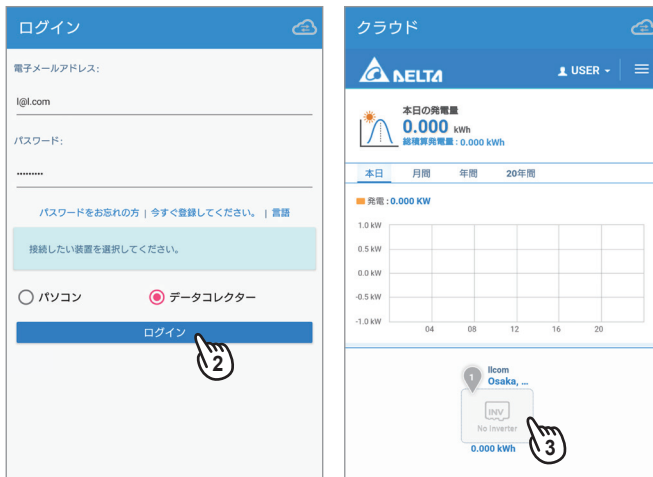 ログイン
電子メールアドレス:
l@l.com
パスワード:
•••••••••
パスワードをお忘れの方 | 今すぐ登録してください。 | 言語
接続したい装置を選択してください。
パソコン
データコレクター
ログイン
2
クラウド
DELTA
USER
本日の発電量
0.000 kWh
総積算発電量 : 0.000 kWh
本日 月間 年間 20年間
発電 : 0.000 KW
1.0 kW
0.5 kW
0.0 kW
-0.5 kW
-1.0 kW
04 08 12 16 20
1
llcom
Osaka, ...
INV
No Inverter
0.000 kWh
3